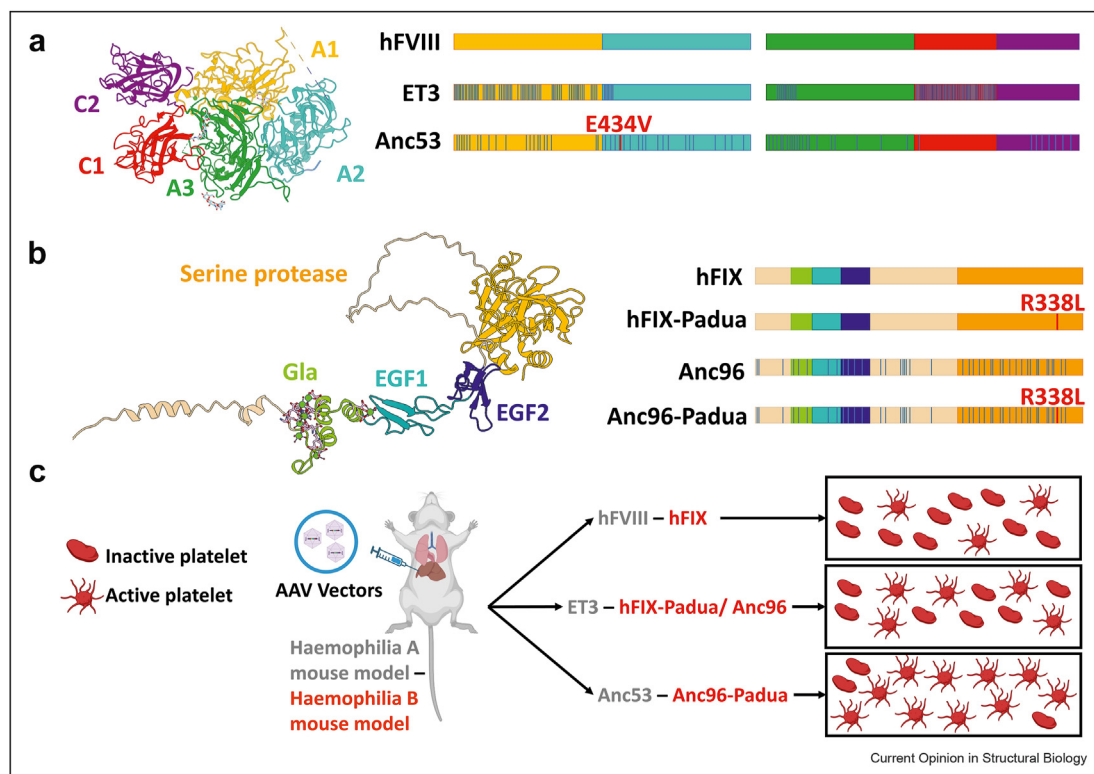 a
A1
C2
C1
A3
A2
hFVIII
ET3
E434V
Anc53
b
Serine protease
Gla
EGF1
EGF2
hFIX
R338L
hFIX-Padua
Anc96
R338L
Anc96-Padua
c
Inactive platelet
Active platelet
AAV Vectors
Haemophilia A
mouse model –
Haemophilia B
mouse model
hFVIII – hFIX
ET3 – hFIX-Padua/ Anc96
Anc53 – Anc96-Padua
Current Opinion in Structural Biology